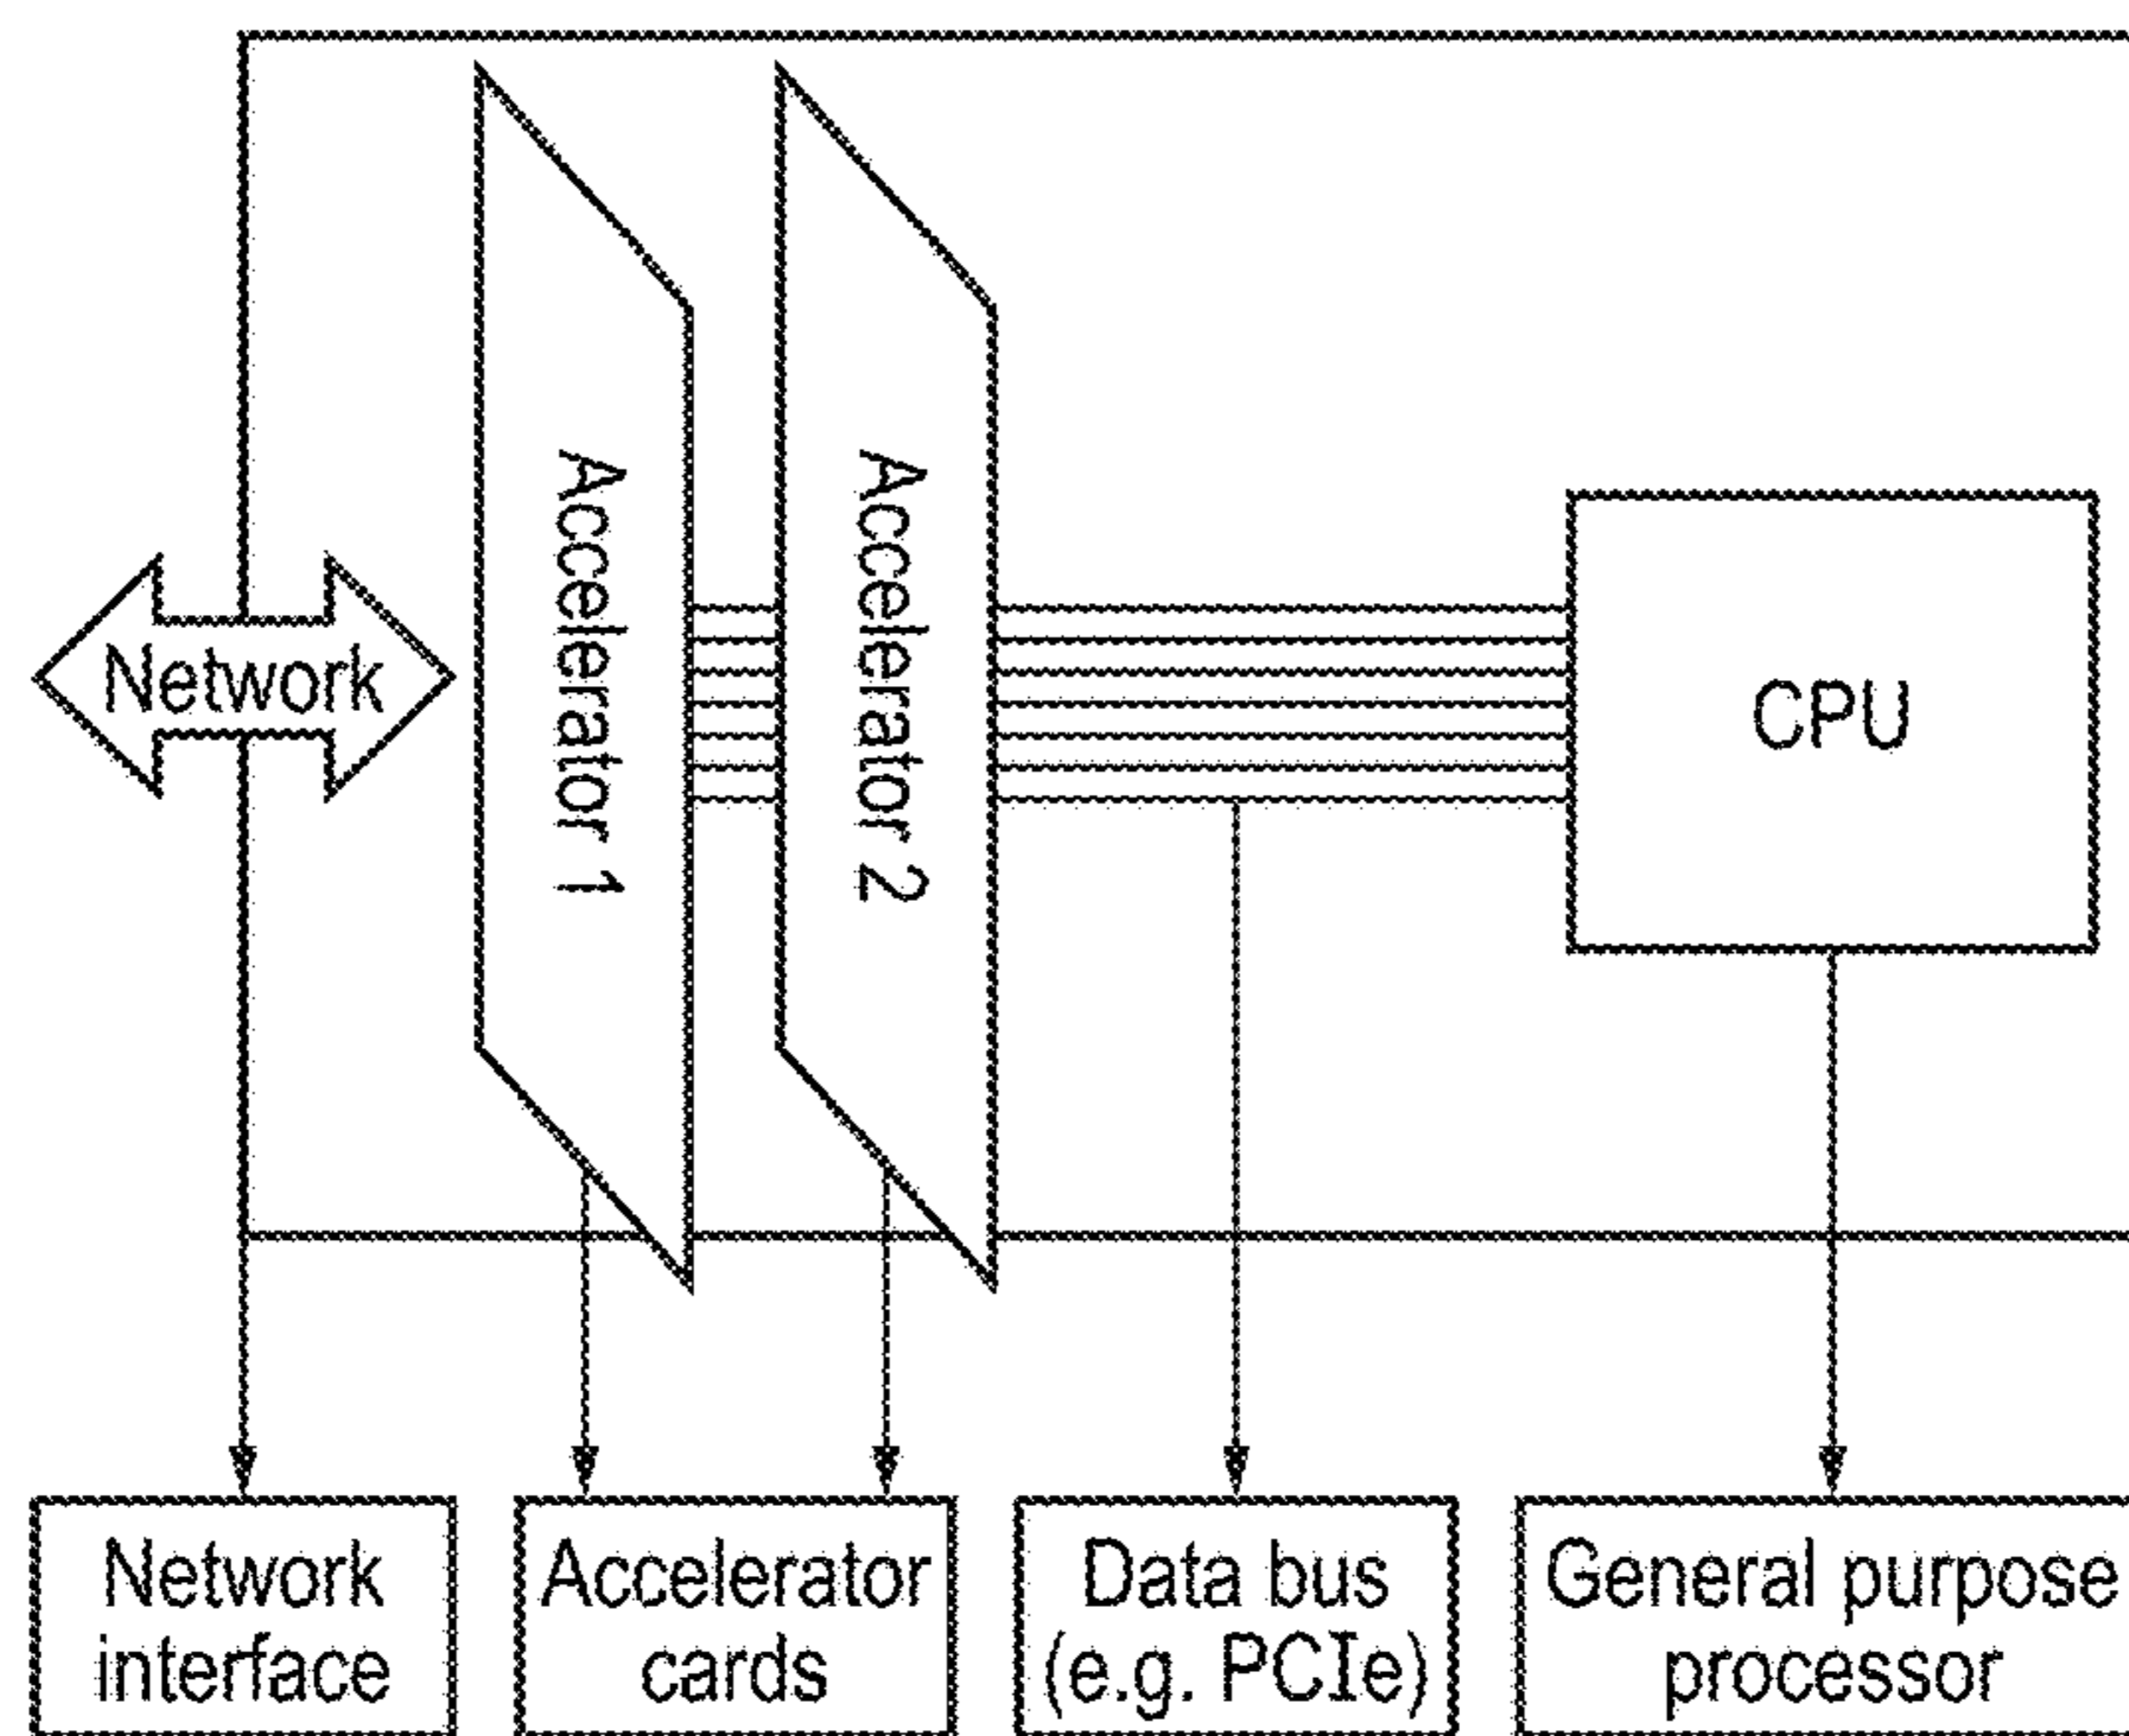 Network
Accelerator 1
Accelerator 2
CPU
Network
interface
Accelerator
cards
Data bus
(e.g. PCIe)
General purpose
processor